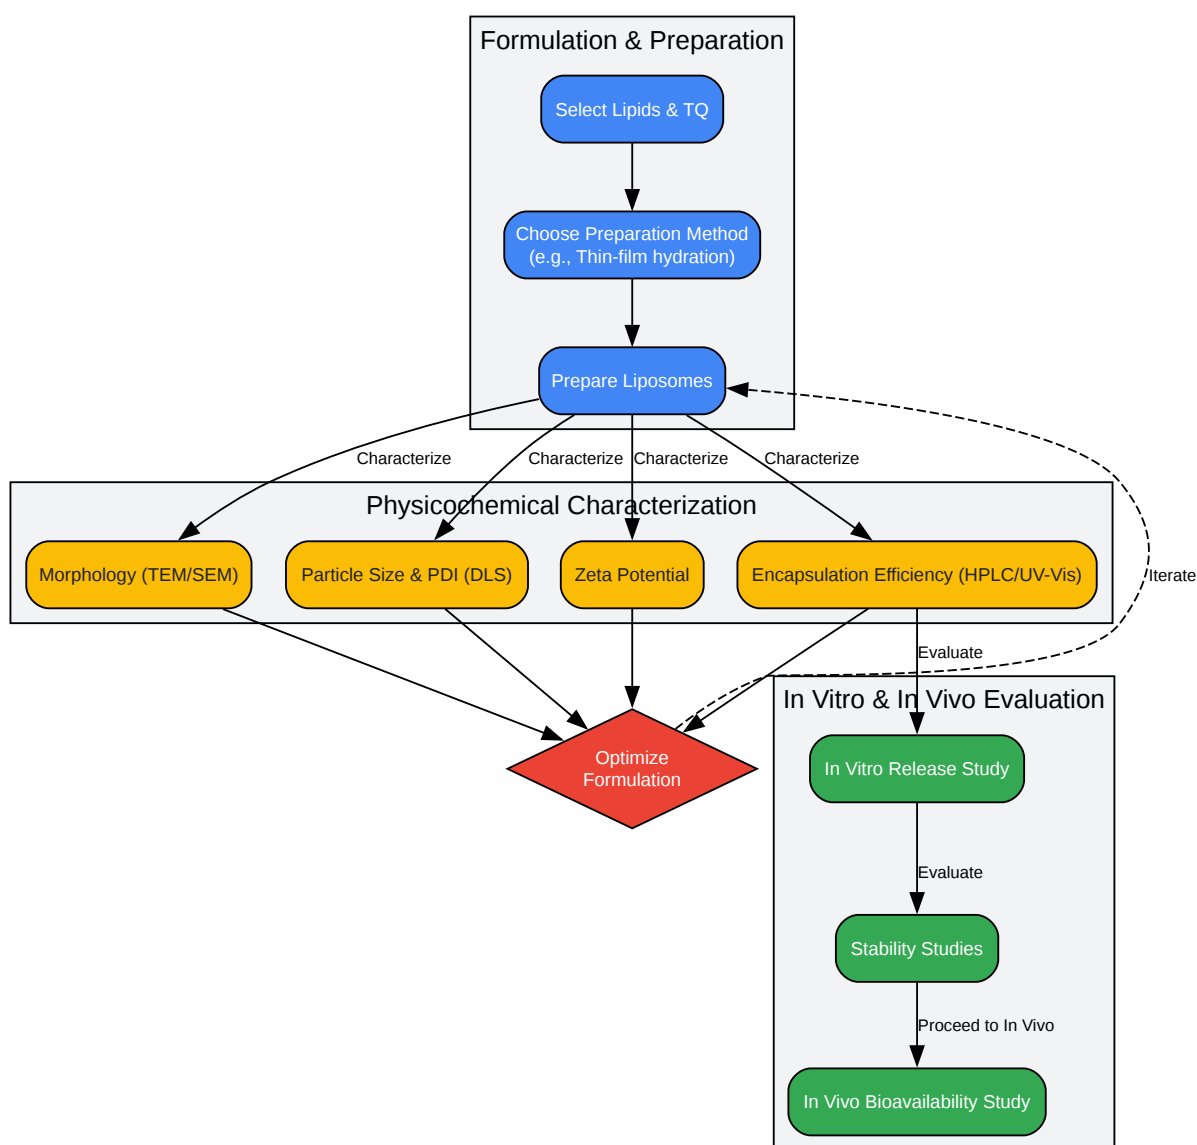 Formulation & Preparation
Select Lipids & TQ
Choose Preparation Method
(e.g., Thin-film hydration)
Prepare Liposomes
Characterize
Characterize
Characterize
Characterize
Physicochemical Characterization
Morphology (TEM/SEM)
Particle Size & PDI (DLS)
Zeta Potential
Encapsulation Efficiency (HPLC/UV-Vis)
Iterate
Evaluate
In Vitro & In Vivo Evaluation
Optimize
Formulation
In Vitro Release Study
Evaluate
Stability Studies
Proceed to In Vivo
In Vivo Bioavailability Study